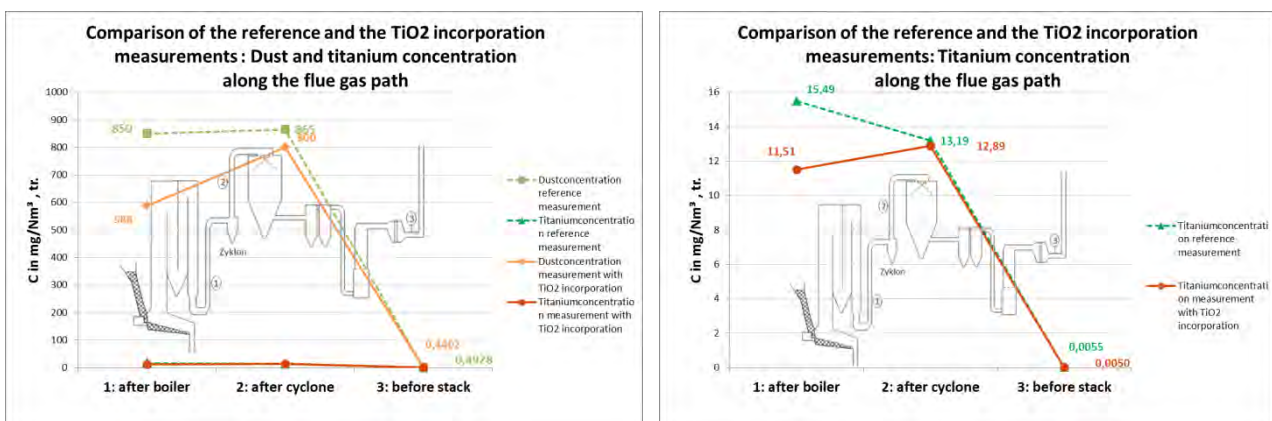 Comparison of the reference and the TiO2 incorporation
measurements : Dust and titanium concentration
along the flue gas path
C in mg/Nm³ , tr.
1000
900
800
700
600
500
400
300
200
100
0
850
865
800
588
0,4402
0,4928
2
1
3
Zyklon
1: after boiler
2: after cyclone
3: before stack
Dustconcentration
reference
measurement
Titaniumconcentratio
n reference
measurement
Dustconcentration
measurement with
TiO2 incorporation
Titaniumconcentratio
n measurement with
TiO2 incorporation
Comparison of the reference and the TiO2 incorporation
measurements: Titanium concentration
along the flue gas path
C in mg/Nm³ , tr.
16
14
12
10
8
6
4
2
0
15,49
13,19
11,51
12,89
0,0055
0,0050
2
1
3
Zyklon
1: after boiler
2: after cyclone
3: before stack
Titaniumconcentrati
on reference
measurement
Titaniumconcentrati
on measurement
with TiO2
incorporation